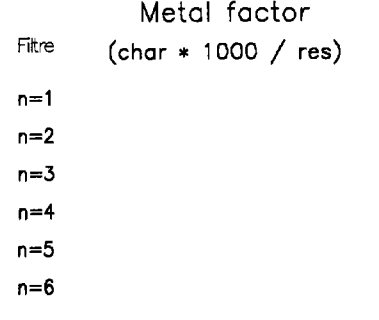 Metal factor
Filtre (char * 1000 / res)
n=1
n=2
n=3
n=4
n=5
n=6